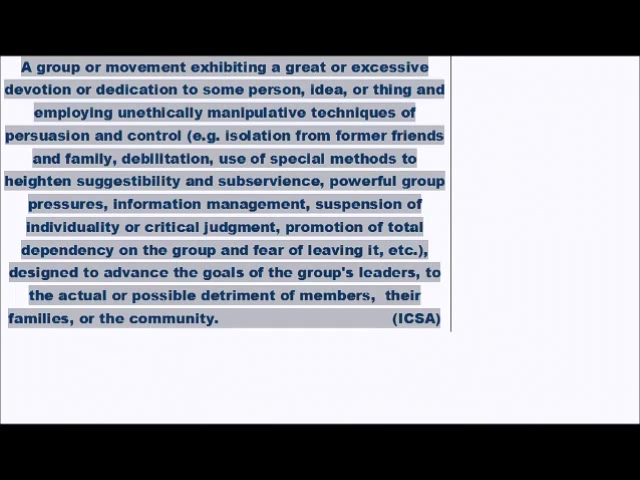 A group or movement exhibiting a great or excessive
devotion or dedication to some person, idea, or thing and
employing unethically manipulative techniques of
persuasion and control (e.g. isolation from former friends
and family, debilitation, use of special methods to
heighten suggestibility and subservience, powerful group
pressures, information management, suspension of
individuality or critical judgment, promotion of total
dependency on the group and fear of leaving it, etc.),
designed to advance the goals of the group's leaders, to
the actual or possible detriment of members, their
families, or the community. (ICSA)